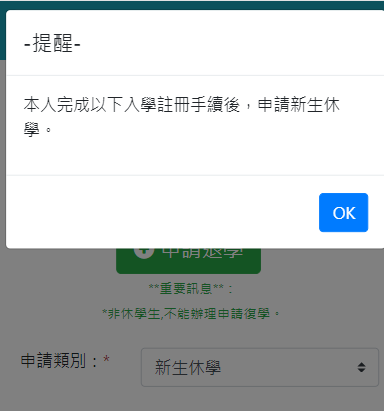 -提醒-
本人完成以下入學註冊手續後，申請新生休
學。
OK
申請退學
**重要訊息**：
*非休學生,不能辦理申請復學。
申請類別：*
新生休學